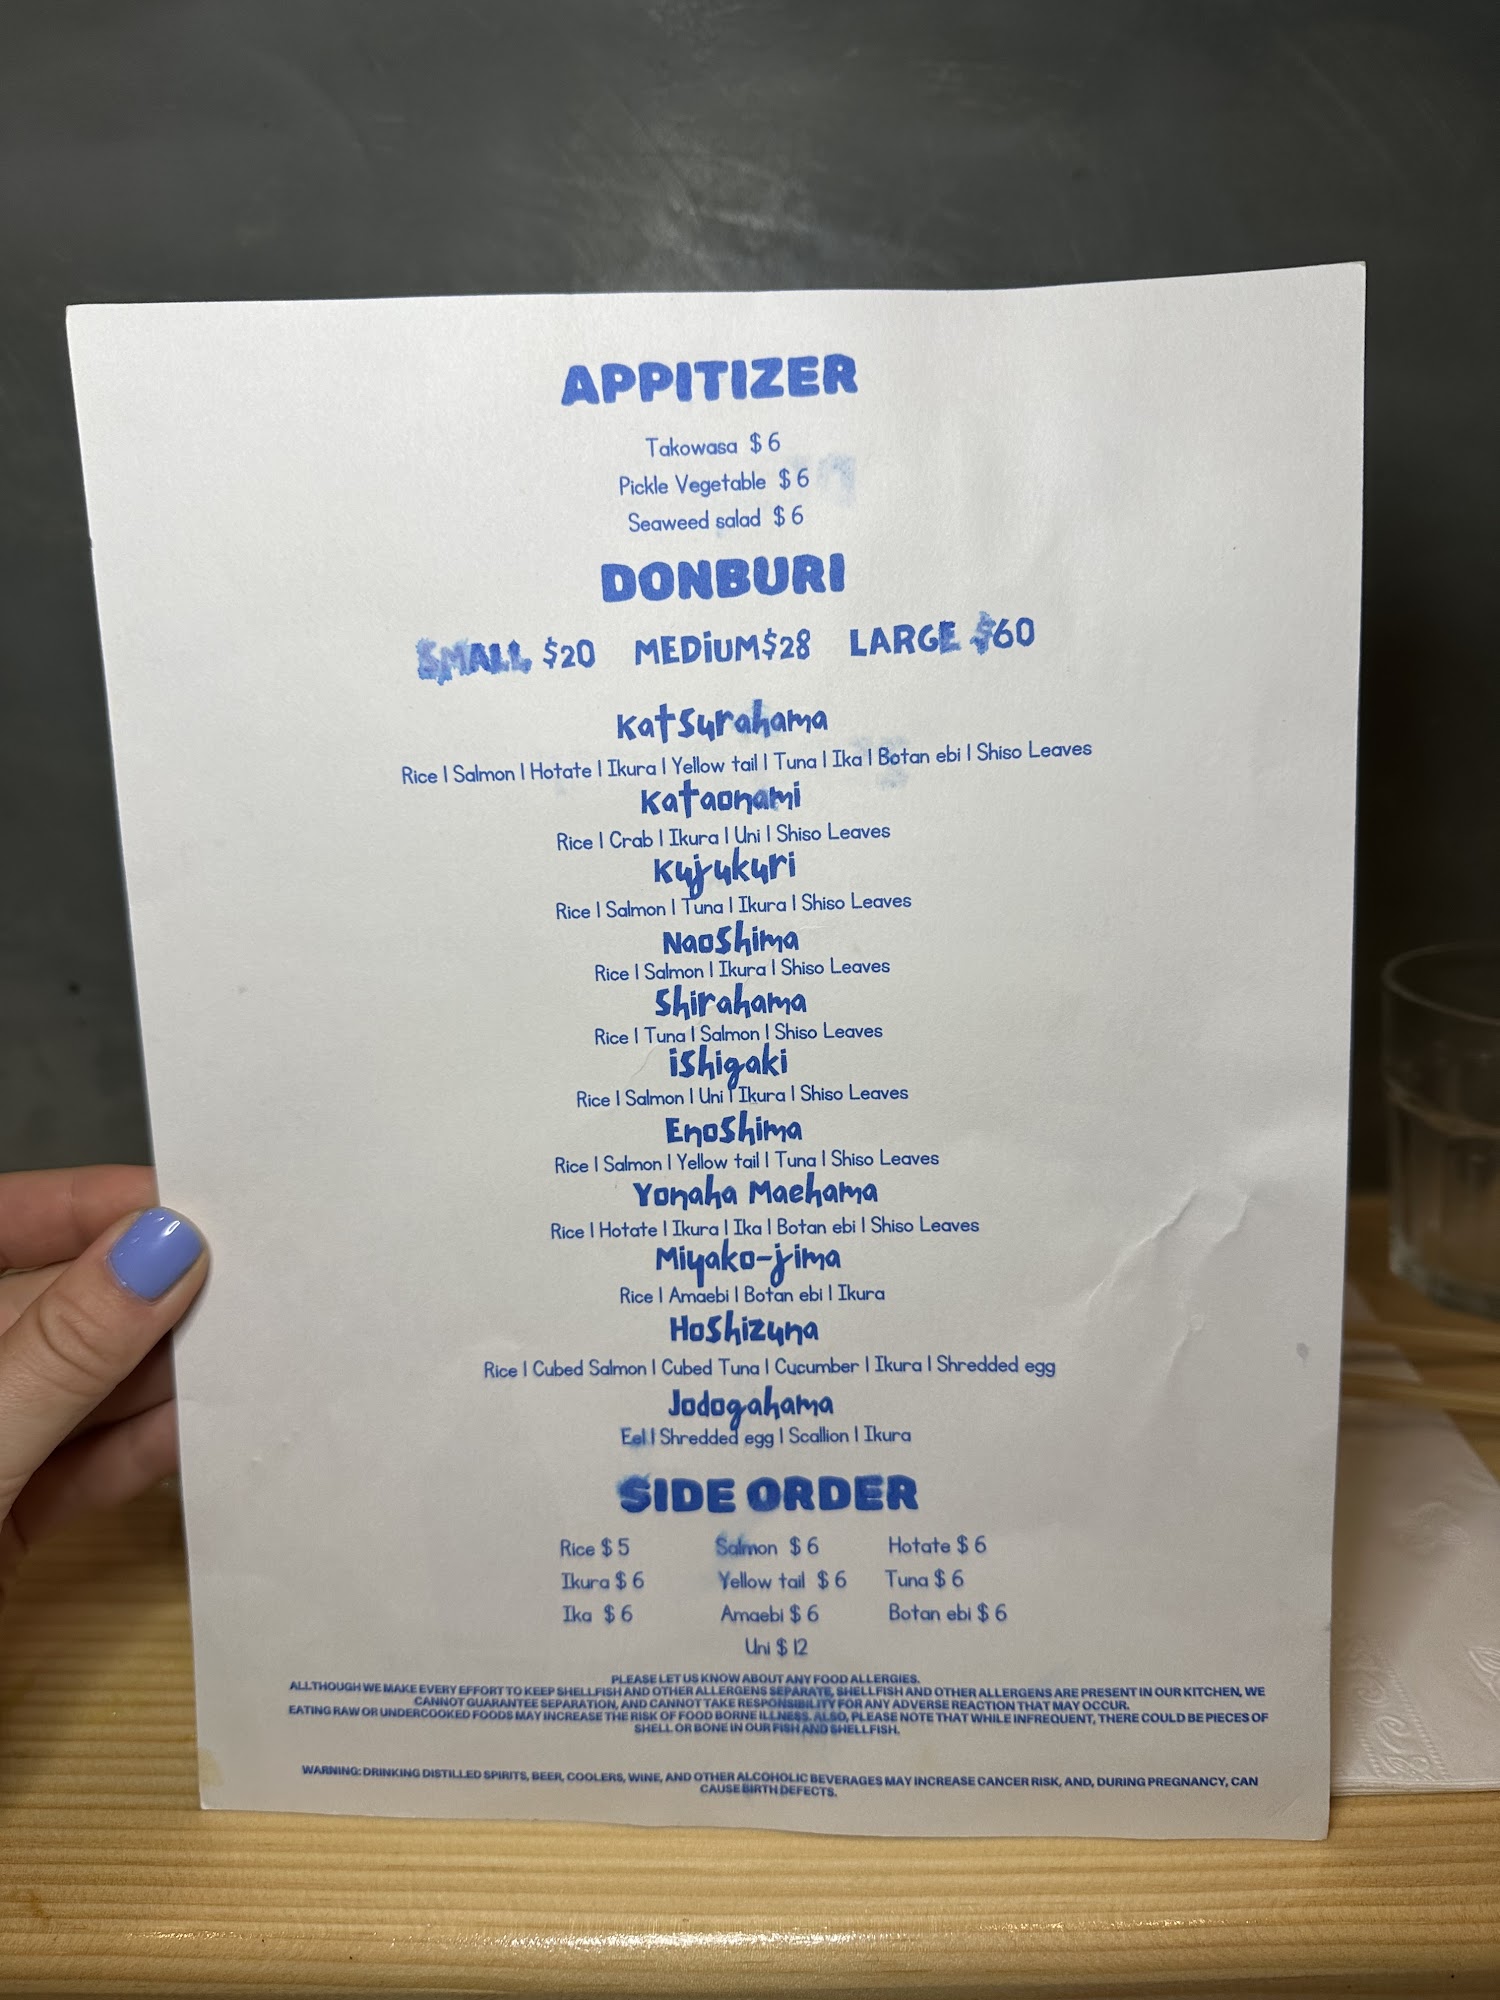 APPITIZER
Takowasa $ 6
Pickle Vegetable $ 6
Seaweed salad $ 6
DONBURI
SMALL $20 MEDiUM$28 LARGE $60
Katsurahama
Rice | Salmon | Hotate | Ikura | Yellow tail | Tuna | Ika | Botan ebi | Shiso Leaves
Kataonami
Rice | Crab | Ikura | Uni | Shiso Leaves
Kujukuri
Rice | Salmon | Tuna | Ikura | Shiso Leaves
Naoshima
Rice | Salmon | Ikura | Shiso Leaves
Shirahama
Rice | Tuna | Salmon | Shiso Leaves
ishigaki
Rice | Salmon | Uni | Ikura | Shiso Leaves
Enoshima
Rice | Salmon | Yellow tail | Tuna | Shiso Leaves
Yonaha Maehama
Rice | Hotate | Ikura | Ika | Botan ebi | Shiso Leaves
Miyako-jima
Rice | Amaebi | Botan ebi | Ikura
Hoshizuna
Rice | Cubed Salmon | Cubed Tuna | Cucumber | Ikura | Shredded egg
Jodogahama
Eel | Shredded egg | Scallion | Ikura
SIDE ORDER
Rice $ 5 Salmon $ 6 Hotate $ 6
Ikura $ 6 Yellow tail $ 6 Tuna $ 6
Ika $ 6 Amaebi $ 6 Botan ebi $ 6
Uni $ 12
PLEASE LET US KNOW ABOUT ANY FOOD ALLERGIES.
ALLTHOUGH WE MAKE EVERY EFFORT TO KEEP SHELLFISH AND OTHER ALLERGENS SEPARATE, SHELLFISH AND OTHER ALLERGENS ARE PRESENT IN OUR KITCHEN, WE
CANNOT GUARANTEE SEPARATION, AND CANNOT TAKE RESPONSIBILITY FOR ANY ADVERSE REACTION THAT MAY OCCUR.
EATING RAW OR UNDERCOOKED FOODS MAY INCREASE THE RISK OF FOOD BORNE ILLNESS. ALSO, PLEASE NOTE THAT WHILE INFREQUENT, THERE COULD BE PIECES OF
SHELL OR BONE IN OUR FISH AND SHELLFISH.
WARNING: DRINKING DISTILLED SPIRITS, BEER, COOLERS, WINE, AND OTHER ALCOHOLIC BEVERAGES MAY INCREASE CANCER RISK, AND, DURING PREGNANCY, CAN
CAUSE BIRTH DEFECTS.